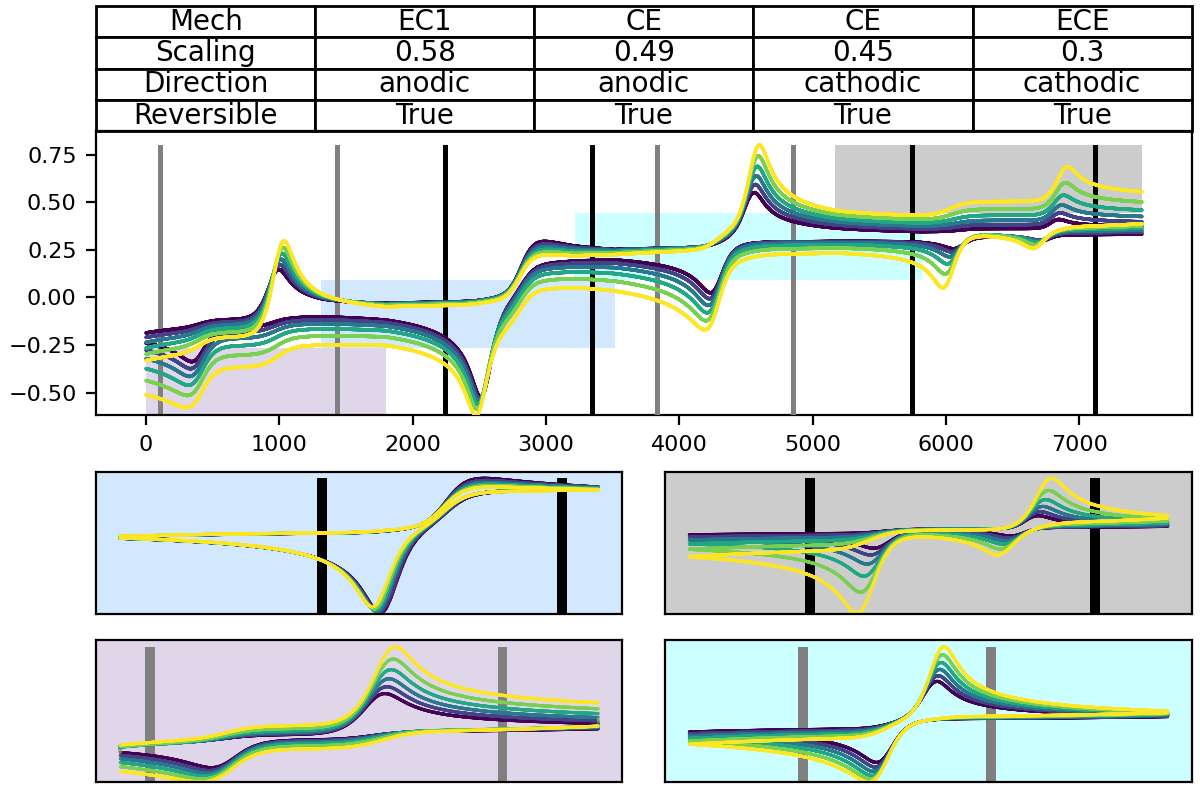 Mech EC1 CE CE ECE
Scaling 0.58 0.49 0.45 0.3
Direction anodic anodic cathodic cathodic
Reversible True True True True
0.75
0.50
0.25
0.00
−0.25
−0.50
0 1000 2000 3000 4000 5000 6000 7000